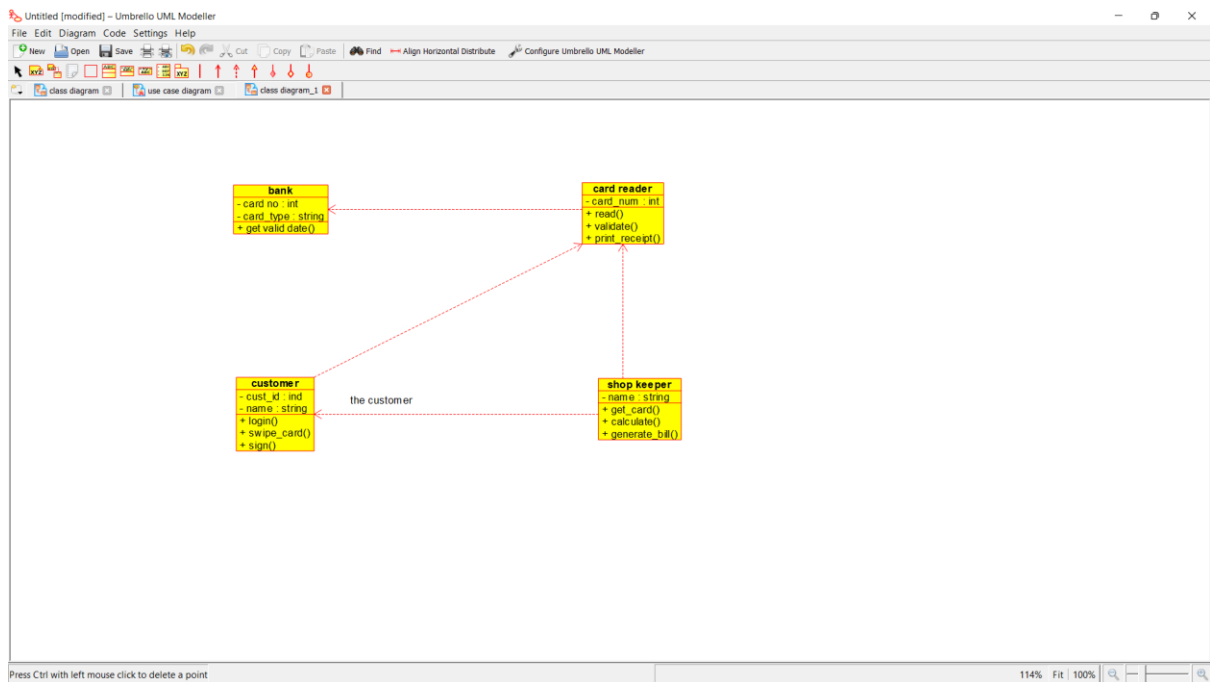 Untitled [modified] – Umbrello UML Modeller
File Edit Diagram Code Settings Help
New Open Save Cut Copy Paste Find Align Horizontal Distribute Configure Umbrello UML Modeller
class diagram use case diagram class diagram_1
bank
- card no : int
- card_type : string
+ get valid date()
card reader
- card_num : int
+ read()
+ validate()
+ print_receipt()
customer
- cust_id : ind
- name : string
+ login()
+ swipe_card()
+ sign()
the customer
shop keeper
- name : string
+ get_card()
+ calculate()
+ generate_bill()
Press Ctrl with left mouse click to delete a point
114% Fit 100%